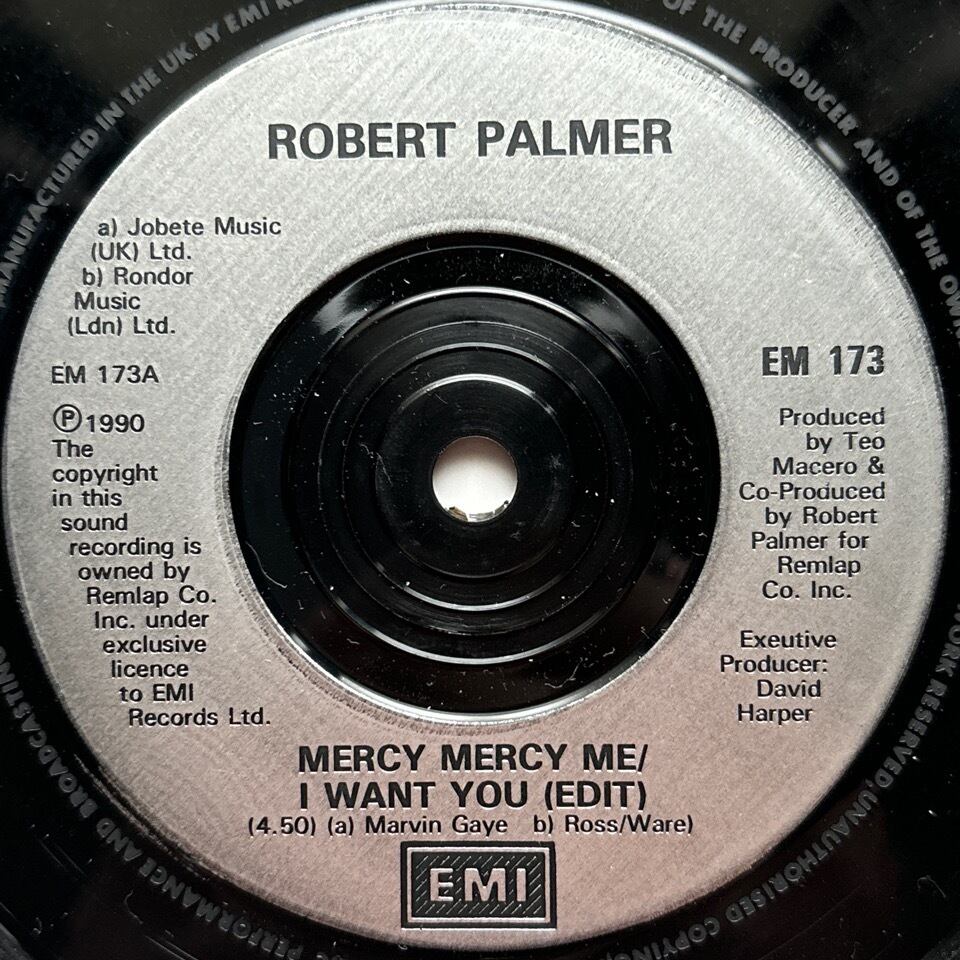 MANUFACTURED IN THE UK BY EMI
OF THE PRODUCER AND OF THE
ROBERT PALMER
a) Jobete Music
(UK) Ltd.
b) Rondor
Music
(Ldn) Ltd.
EM 173A
℗1990
The
copyright
in this
sound
recording is
owned by
Remlap Co.
Inc. under
exclusive
licence
to EMI
Records Ltd.
EM 173
Produced
by Teo
Macero &
Co-Produced
by Robert
Palmer for
Remlap
Co. Inc.
Exeutive
Producer:
David
Harper
MERCY MERCY ME/
I WANT YOU (EDIT)
(4.50) (a) Marvin Gaye b) Ross/Ware)
EMI
RESERVED, UNAUTHORISED COPYING,
PERFORMANCE AND BROADCASTING